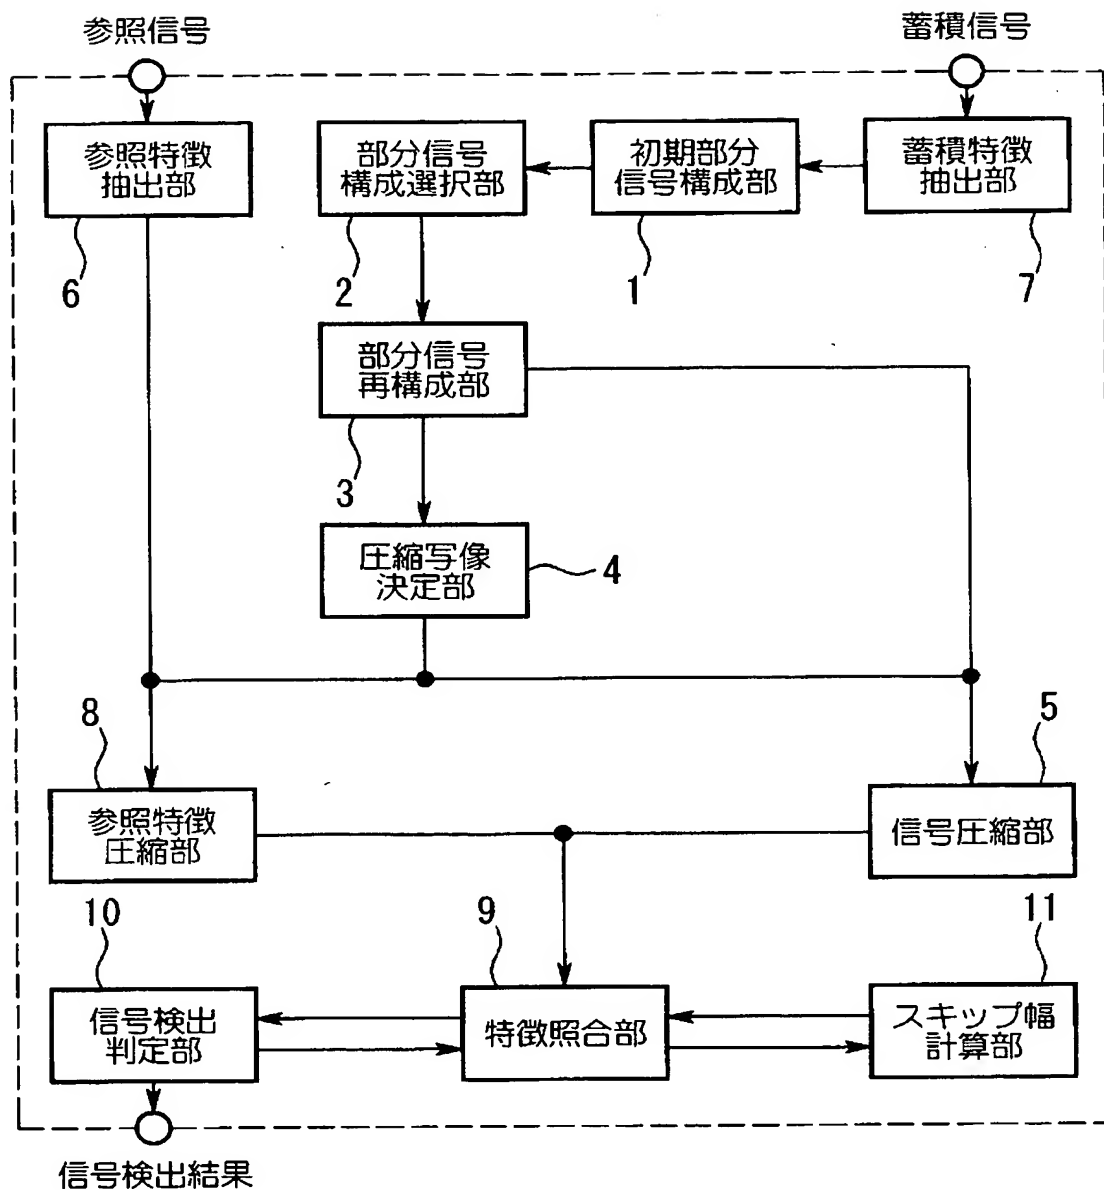 参照信号
蓄積信号
参照特徴
抽出部
部分信号
構成選択部
初期部分
信号構成部
蓄積特徴
抽出部
6
2
1
7
部分信号
再構成部
3
圧縮写像
決定部
4
8
5
参照特徴
圧縮部
信号圧縮部
10
9
11
信号検出
判定部
特徴照合部
スキップ幅
計算部
信号検出結果